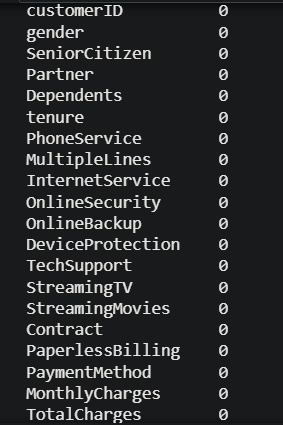 customerID 0
gender 0
SeniorCitizen 0
Partner 0
Dependents 0
tenure 0
PhoneService 0
MultipleLines 0
InternetService 0
OnlineSecurity 0
OnlineBackup 0
DeviceProtection 0
TechSupport 0
StreamingTV 0
StreamingMovies 0
Contract 0
PaperlessBilling 0
PaymentMethod 0
MonthlyCharges 0
TotalCharges 0